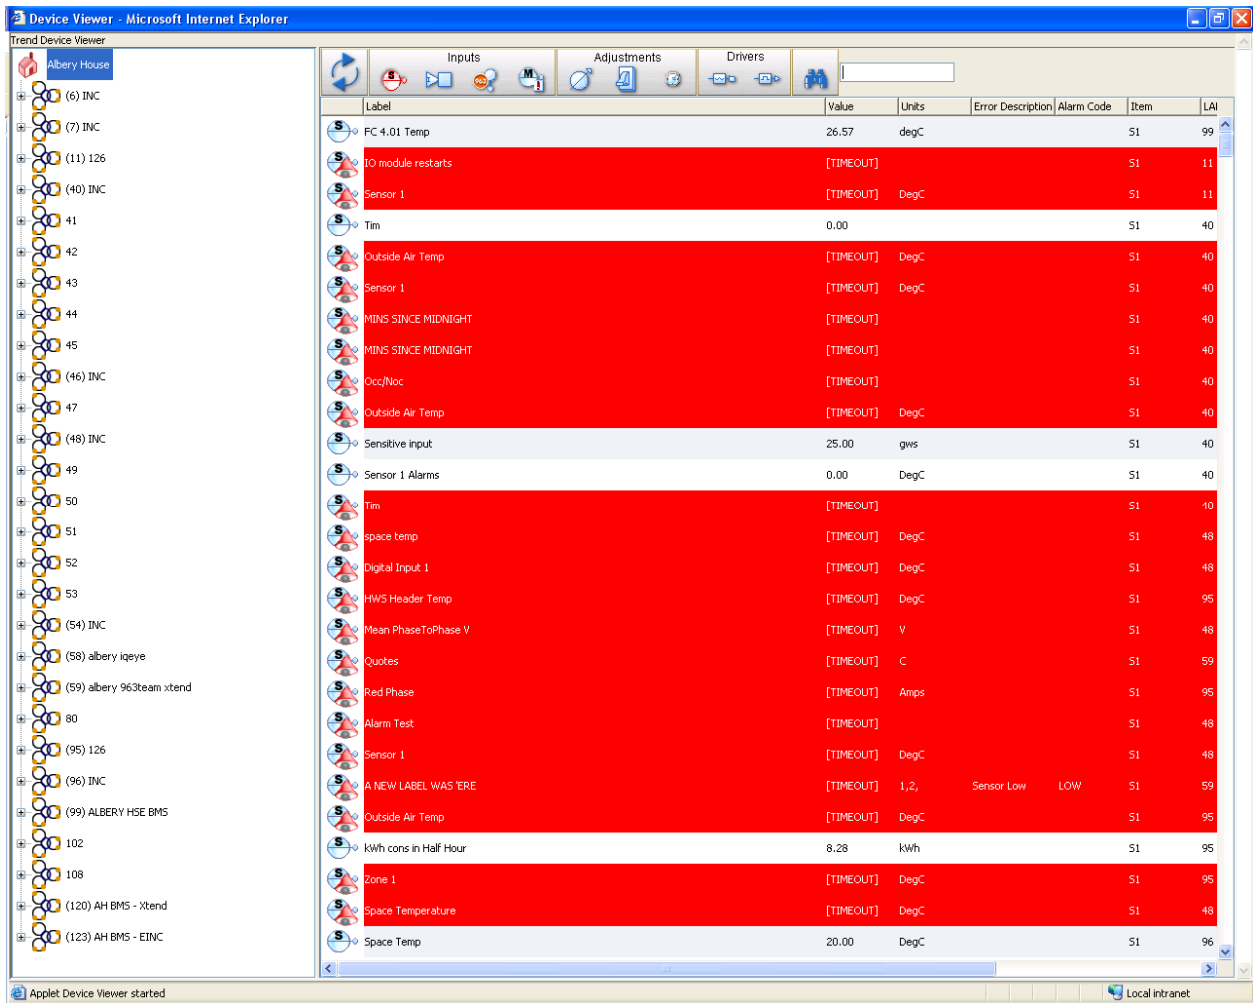 Device Viewer - Microsoft Internet Explorer
Trend Device Viewer
Albery House
(6) INC
(7) INC
(11) 126
(40) INC
41
42
43
44
45
(46) INC
47
(48) INC
49
50
51
52
53
(54) INC
(58) albery iqeye
(59) albery 963team xtend
80
(95) 126
(96) INC
(99) ALBERY HSE BMS
102
108
(120) AH BMS - Xtend
(123) AH BMS - EINC
Inputs Adjustments Drivers
S 963 M
Label Value Units Error Description Alarm Code Item LA
S FC 4.01 Temp 26.57 degC S1 99
S IO module restarts [TIMEOUT] S1 11
S Sensor 1 [TIMEOUT] DegC S1 11
S Tim 0.00 S1 40
S Outside Air Temp [TIMEOUT] DegC S1 40
S Sensor 1 [TIMEOUT] DegC S1 40
S MINS SINCE MIDNIGHT [TIMEOUT] S1 40
S MINS SINCE MIDNIGHT [TIMEOUT] S1 40
S Occ/Noc [TIMEOUT] S1 40
S Outside Air Temp [TIMEOUT] DegC S1 40
S Sensitive input 25.00 gws S1 40
S Sensor 1 Alarms 0.00 DegC S1 40
S Tim [TIMEOUT] S1 40
S space temp [TIMEOUT] DegC S1 48
S Digital Input 1 [TIMEOUT] DegC S1 48
S HWS Header Temp [TIMEOUT] DegC S1 95
S Mean PhaseToPhase V [TIMEOUT] V S1 48
S Quotes [TIMEOUT] C S1 59
S Red Phase [TIMEOUT] Amps S1 95
S Alarm Test [TIMEOUT] S1 48
S Sensor 1 [TIMEOUT] DegC S1 48
S A NEW LABEL WAS 'ERE [TIMEOUT] 1,2, Sensor Low LOW S1 59
S Outside Air Temp [TIMEOUT] DegC S1 95
S kWh cons in Half Hour 8.28 kWh S1 95
S Zone 1 [TIMEOUT] DegC S1 95
S Space Temperature [TIMEOUT] DegC S1 48
S Space Temp 20.00 DegC S1 96
Applet Device Viewer started Local intranet